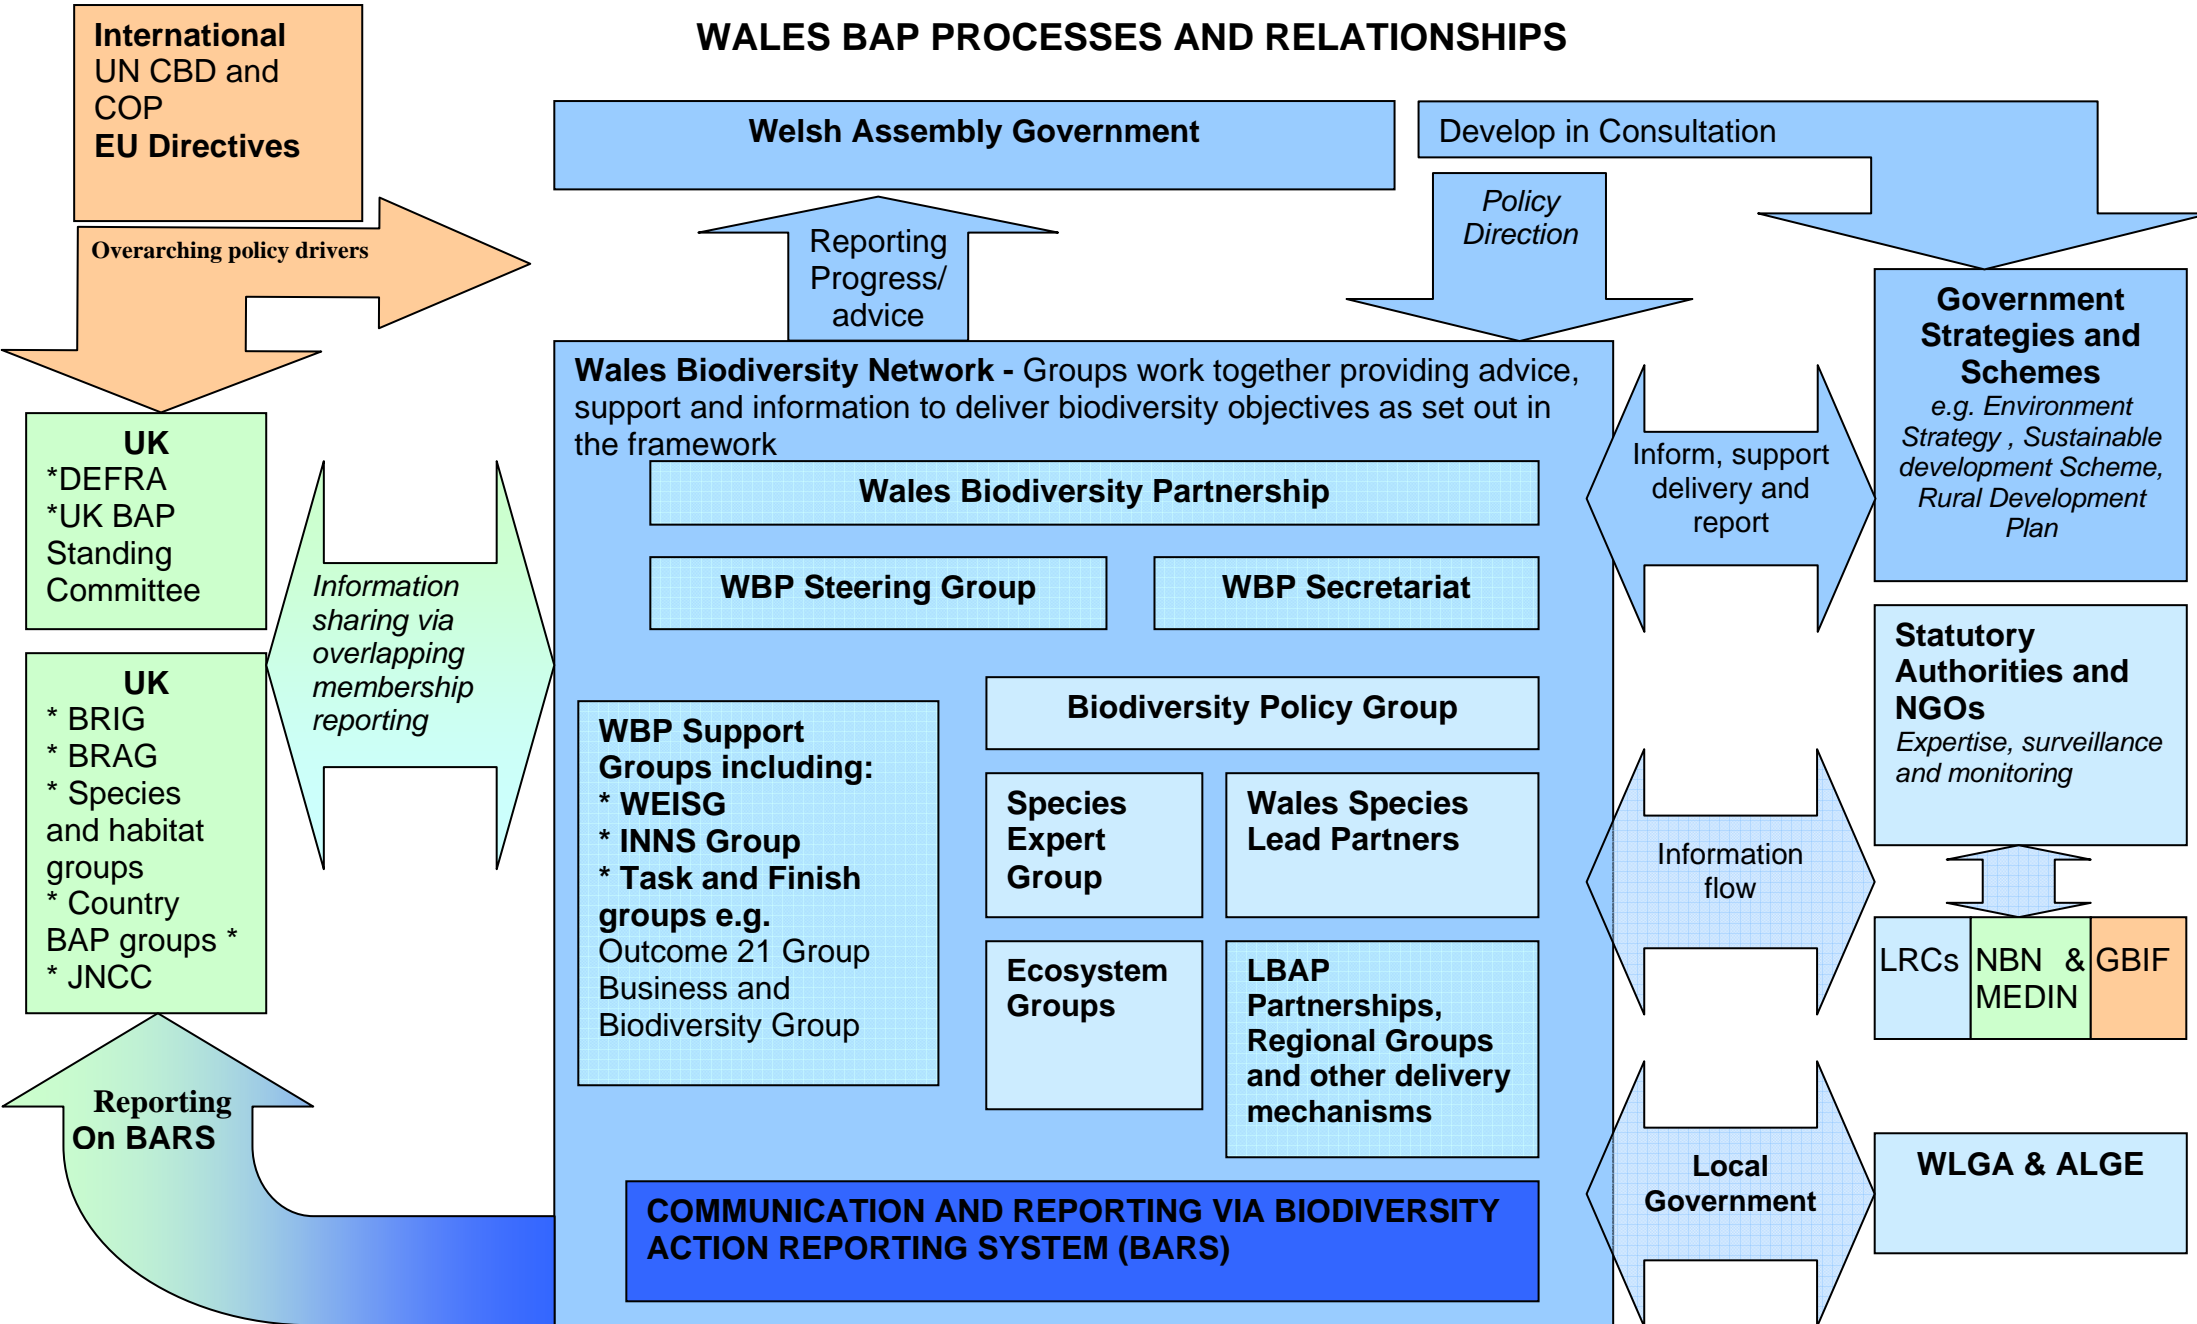 WALES BAP PROCESSES AND RELATIONSHIPS
International
UN CBD and
COP
EU Directives
Overarching policy drivers
Welsh Assembly Government
Develop in Consultation
Reporting
Progress/
advice
Policy
Direction
Government
Strategies and
Schemes
e.g. Environment
Strategy , Sustainable
development Scheme,
Rural Development
Plan
UK
*DEFRA
*UK BAP
Standing
Committee
UK
* BRIG
* BRAG
* Species
and habitat
groups
* Country
BAP groups *
* JNCC
Information
sharing via
overlapping
membership
reporting
Reporting
On BARS
Wales Biodiversity Network - Groups work together providing advice,
support and information to deliver biodiversity objectives as set out in
the framework
Wales Biodiversity Partnership
WBP Steering Group
WBP Secretariat
WBP Support
Groups including:
* WEISG
* INNS Group
* Task and Finish
groups e.g.
Outcome 21 Group
Business and
Biodiversity Group
Biodiversity Policy Group
Species
Expert
Group
Wales Species
Lead Partners
Ecosystem
Groups
LBAP
Partnerships,
Regional Groups
and other delivery
mechanisms
COMMUNICATION AND REPORTING VIA BIODIVERSITY
ACTION REPORTING SYSTEM (BARS)
Inform, support
delivery and
report
Statutory
Authorities and
NGOs
Expertise, surveillance
and monitoring
Information
flow
LRCs
NBN &
MEDIN
GBIF
Local
Government
WLGA & ALGE